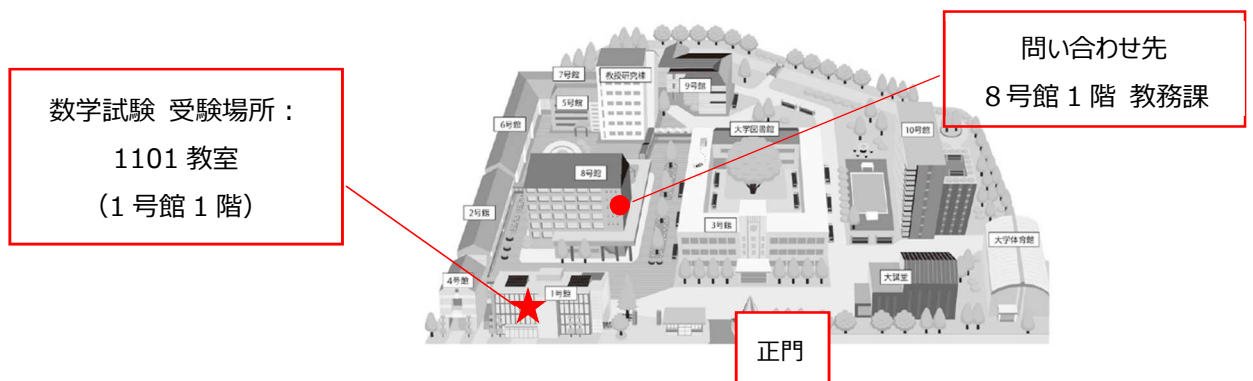 数学試験 受験場所：
1101 教室
（1 号館 1 階）
問い合わせ先
８号館 1 階 教務課
7号館
教授研究棟
9号館
5号館
6号館
大学図書館
10号館
8号館
2号館
3号館
大学体育館
4号館
1号館
大講堂
正門